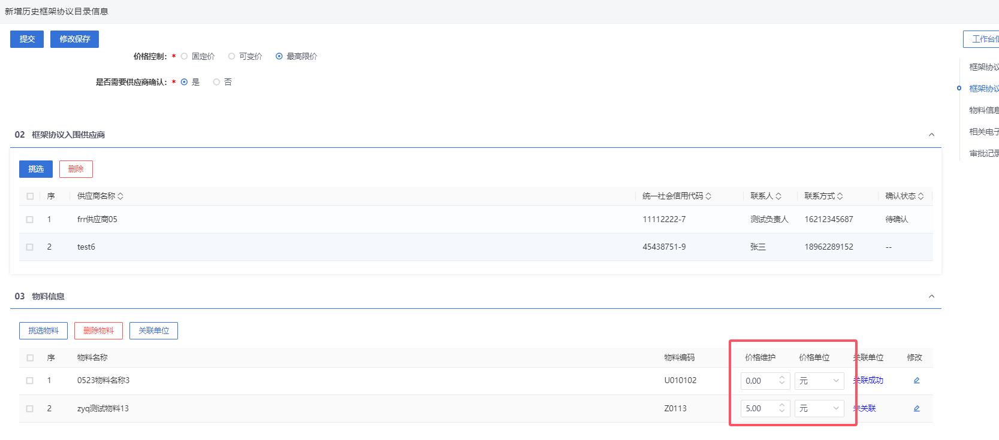 新增历史框架协议目录信息
提交 修改保存 工作台信
价格控制： * 固定价 可变价 最高限价
框架协议
是否需要供应商确认： * 是 否
框架协议
物料信息
相关电子
审批记录
02 框架协议入围供应商
挑选 删除
序 供应商名称 统一社会信用代码 联系人 联系方式 确认状态
1 frr供应商05 11112222-7 测试负责人 16212345687 待确认
2 test6 45438751-9 张三 18962289152 --
03 物料信息
挑选物料 删除物料 关联单位
序 物料名称 物料编码 价格维护 价格单位 关联单位 修改
1 0523物料名称3 U010102 0.00 元 关联成功
2 zyq测试物料13 Z0113 5.00 元 未关联